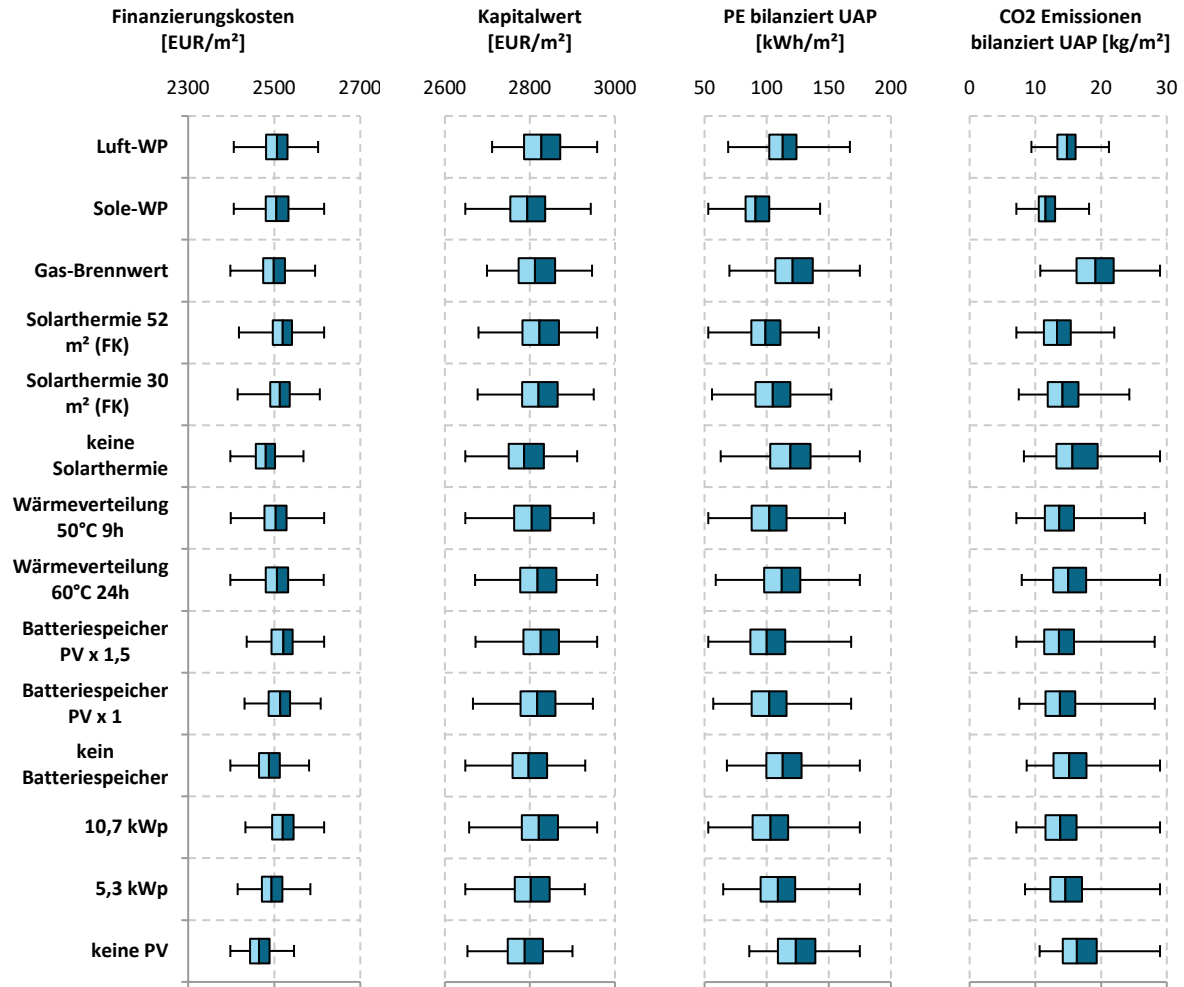 Finanzierungskosten
[EUR/m²]
Kapitalwert
[EUR/m²]
PE bilanziert UAP
[kWh/m²]
CO2 Emissionen
bilanziert UAP [kg/m²]
2300 2500 2700
2600 2800 3000
50 100 150 200
0 10 20 30
Luft-WP
Sole-WP
Gas-Brennwert
Solarthermie 52
m² (FK)
Solarthermie 30
m² (FK)
keine
Solarthermie
Wärmeverteilung
50°C 9h
Wärmeverteilung
60°C 24h
Batteriespeicher
PV x 1,5
Batteriespeicher
PV x 1
kein
Batteriespeicher
10,7 kWp
5,3 kWp
keine PV